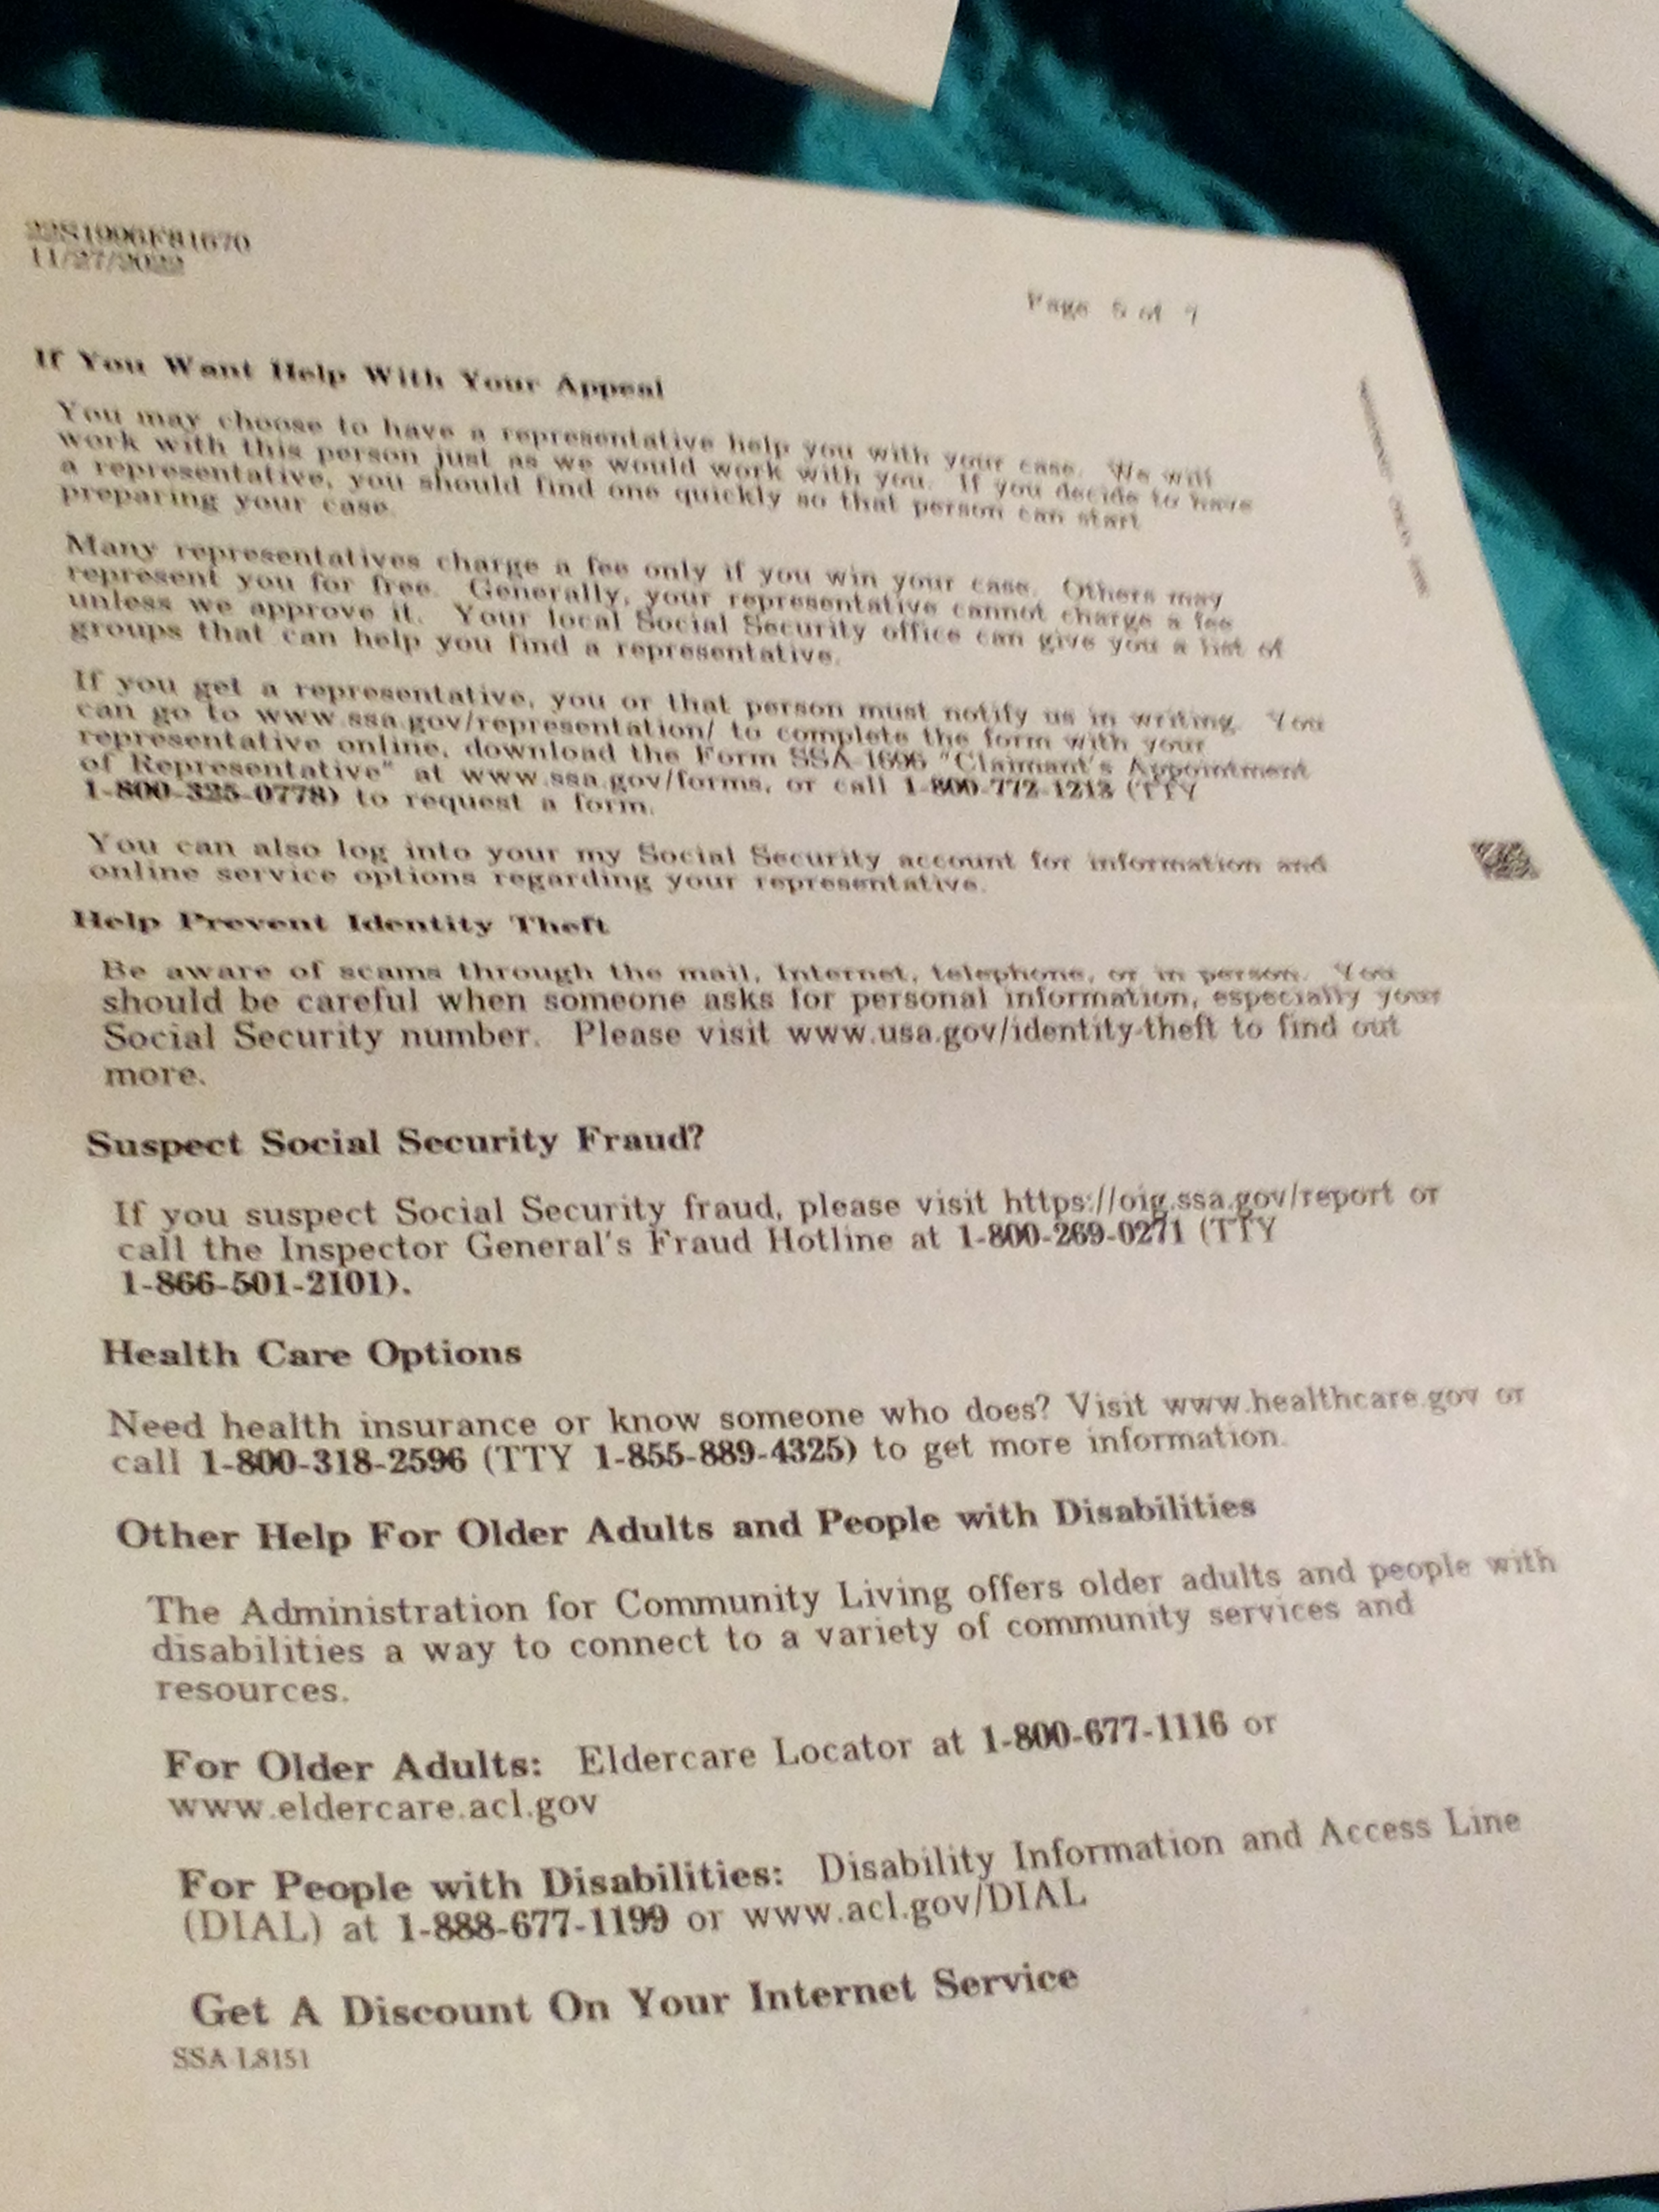 22S1906F81670
11/27/2022
Page 5 of 7
If You Want Help With Your Appeal
You may choose to have a representative help you with your case. We will
work with this person just as we would work with you. If you decide to have
a representative, you should find one quickly so that person can start
preparing your case.
Many representatives charge a fee only if you win your case. Others may
represent you for free. Generally, your representative cannot charge a fee
unless we approve it. Your local Social Security office can give you a list of
groups that can help you find a representative.
If you get a representative, you or that person must notify us in writing. You
can go to www.ssa.gov/representation/ to complete the form with your
representative online, download the Form SSA-1696 "Claimant's Appointment
of Representative" at www.ssa.gov/forms, or call 1-800-772-1213 (TTY
1-800-325-0778) to request a form.
You can also log into your my Social Security account for information and
online service options regarding your representative.
Help Prevent Identity Theft
Be aware of scams through the mail, Internet, telephone, or in person. You
should be careful when someone asks for personal information, especially your
Social Security number. Please visit www.usa.gov/identity-theft to find out
more.
Suspect Social Security Fraud?
If you suspect Social Security fraud, please visit https://oig.ssa.gov/report or
call the Inspector General's Fraud Hotline at 1-800-269-0271 (TTY
1-866-501-2101).
Health Care Options
Need health insurance or know someone who does? Visit www.healthcare.gov or
call 1-800-318-2596 (TTY 1-855-889-4325) to get more information.
Other Help For Older Adults and People with Disabilities
The Administration for Community Living offers older adults and people with
disabilities a way to connect to a variety of community services and
resources.
For Older Adults: Eldercare Locator at 1-800-677-1116 or
www.eldercare.acl.gov
For People with Disabilities: Disability Information and Access Line
(DIAL) at 1-888-677-1199 or www.acl.gov/DIAL
Get A Discount On Your Internet Service
SSA-L8151